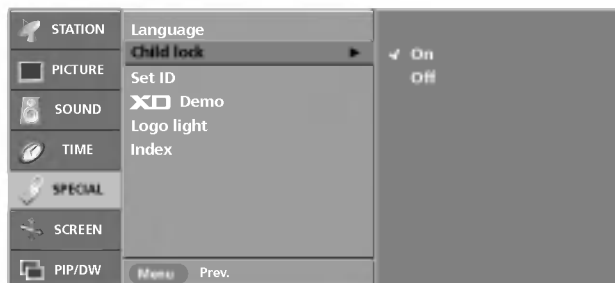 STATION
PICTURE
SOUND
TIME
SPECIAL
SCREEN
PIP/DW
Language
Child lock
Set ID
XD Demo
Logo light
Index
Menu Prev.
On
Off